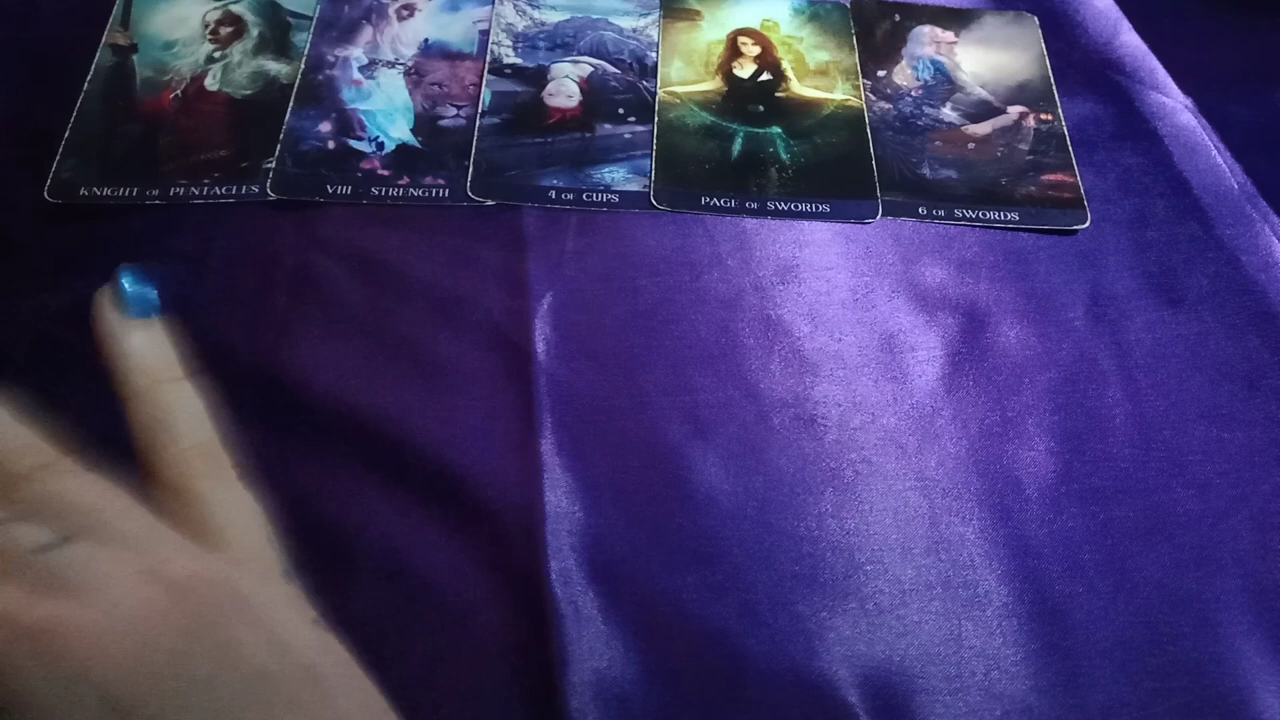 KNIGHT OF PENTACLES
VIII · STRENGTH
4 OF CUPS
PAGE OF SWORDS
6 OF SWORDS